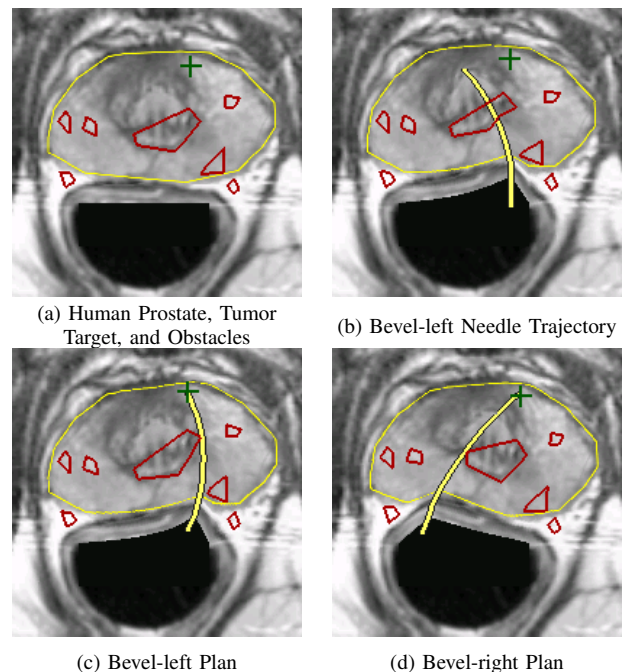 (a) Human Prostate, Tumor
Target, and Obstacles
(b) Bevel-left Needle Trajectory
(c) Bevel-left Plan
(d) Bevel-right Plan